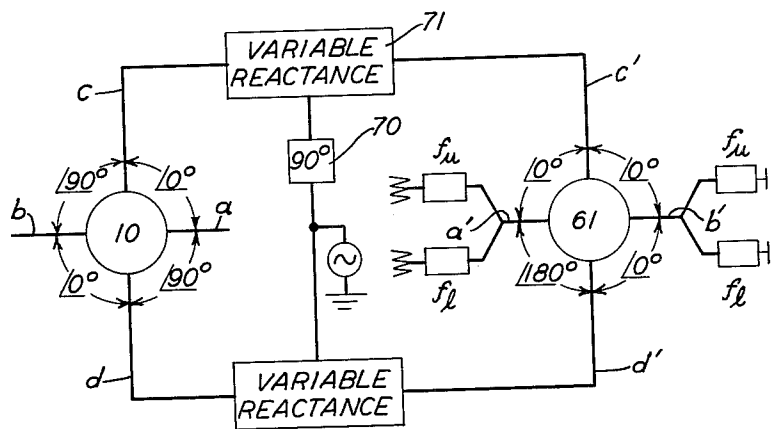 71
VARIABLE
REACTANCE
c
c'
70
90°
fu
fu
/90°
/0°
/0°
/0°
b
10
a
a'
61
b'
/0°
/90°
/180°
/0°
fl
fl
d
d'
VARIABLE
REACTANCE